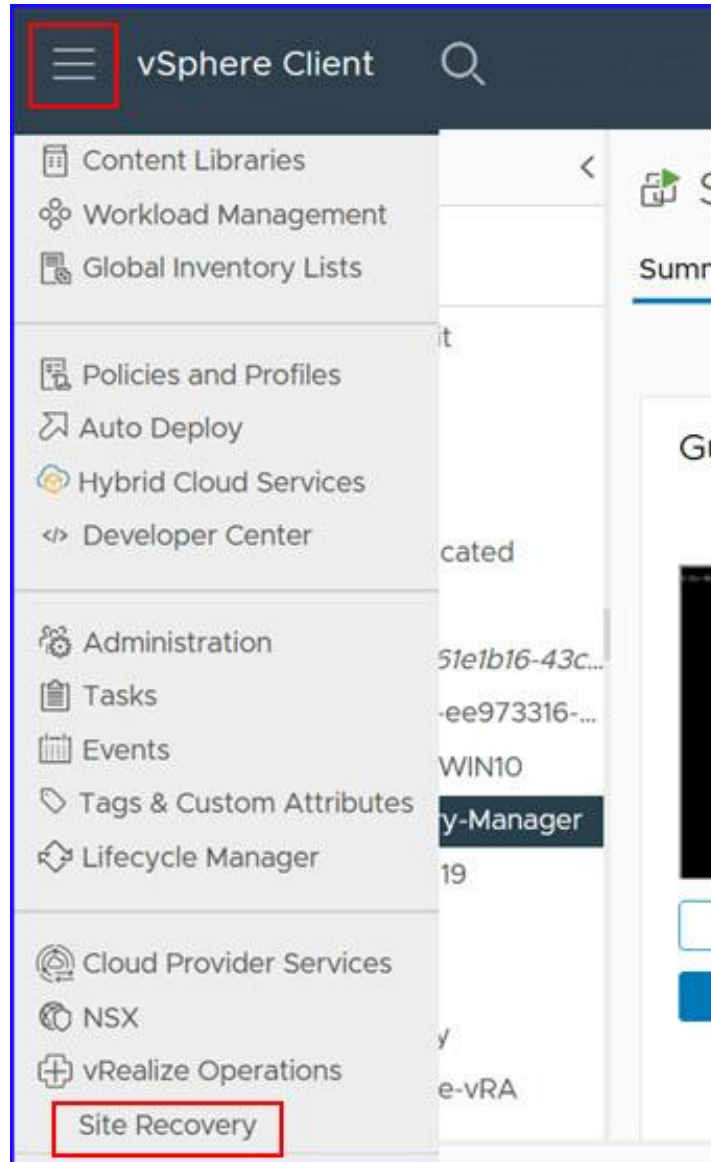 vSphere Client
Content Libraries
Workload Management
Global Inventory Lists
Summ
it
Policies and Profiles
Auto Deploy
Gu
Hybrid Cloud Services
Developer Center
cated
Administration
61e1b16-43c...
Tasks
-ee973316-...
Events
WIN10
Tags & Custom Attributes
y-Manager
Lifecycle Manager
19
Cloud Provider Services
NSX
y
vRealize Operations
e-vRA
Site Recovery